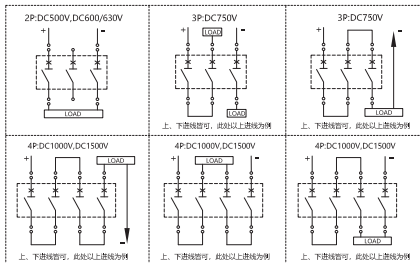 2P:DC500V,DC600/630V
+ -
LOAD
3P:DC750V
LOAD
+ -
LOAD
上、下进线皆可，此处以上进线为例
3P:DC750V
+ -
LOAD
上、下进线皆可，此处以上进线为例
4P:DC1000V,DC1500V
+ LOAD
-
上、下进线皆可，此处以上进线为例
4P:DC1000V,DC1500V
+ LOAD -
上、下进线皆可，此处以上进线为例
4P:DC1000V,DC1500V
+ -
LOAD
上、下进线皆可，此处以上进线为例